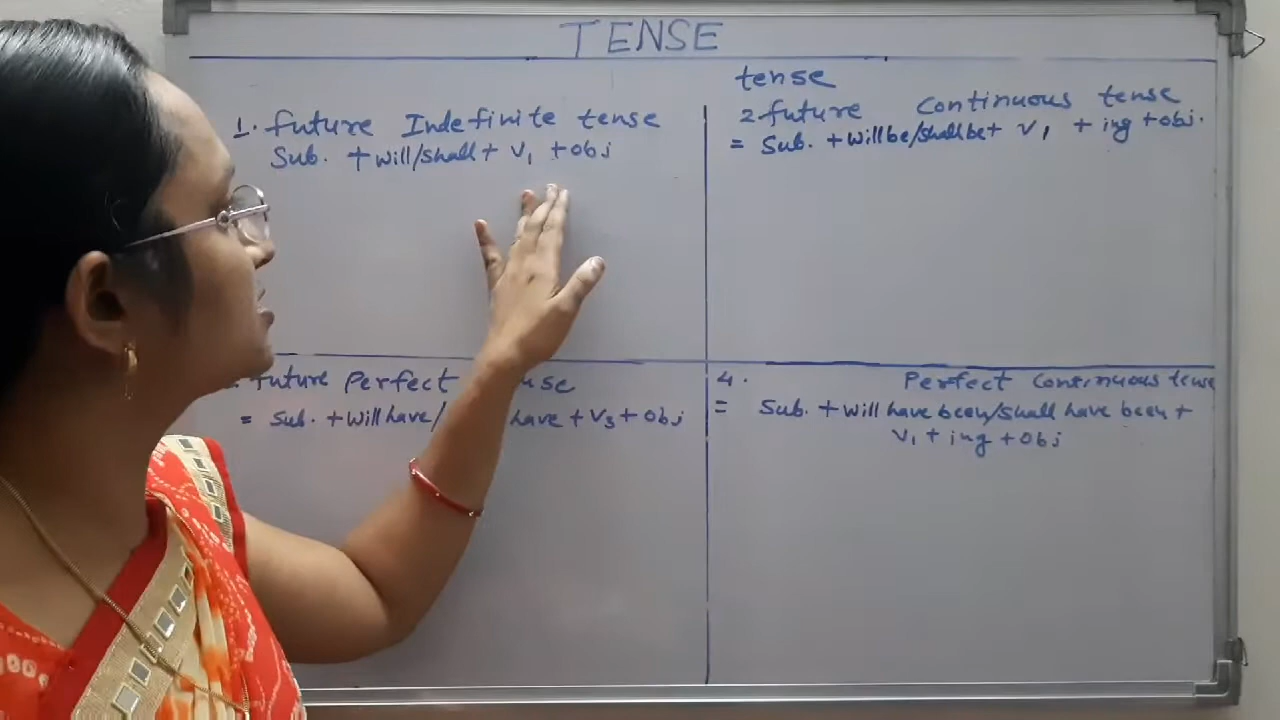 TENSE
1. future Indefinite tense
Sub. + will/shall + V1 + obj
tense
2 future Continuous tense
= Sub. + will be/shall be + V1 + ing + obj.
future Perfect
= Sub. + will have/ have + V3 + obj
4. Perfect Continuous tense
= Sub. + will have been/shall have been +
V1 + ing + obj